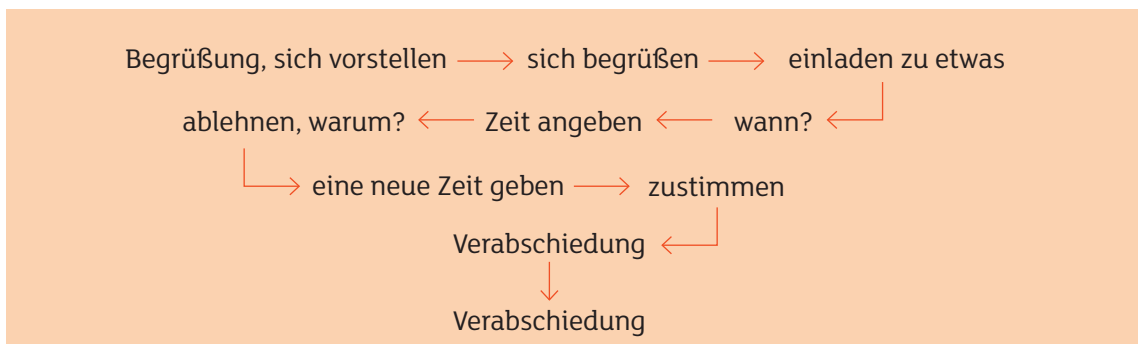 Begrüßung, sich vorstellen → sich begrüßen → einladen zu etwas
ablehnen, warum? ← Zeit angeben ← wann?
eine neue Zeit geben → zustimmen
Verabschiedung
Verabschiedung